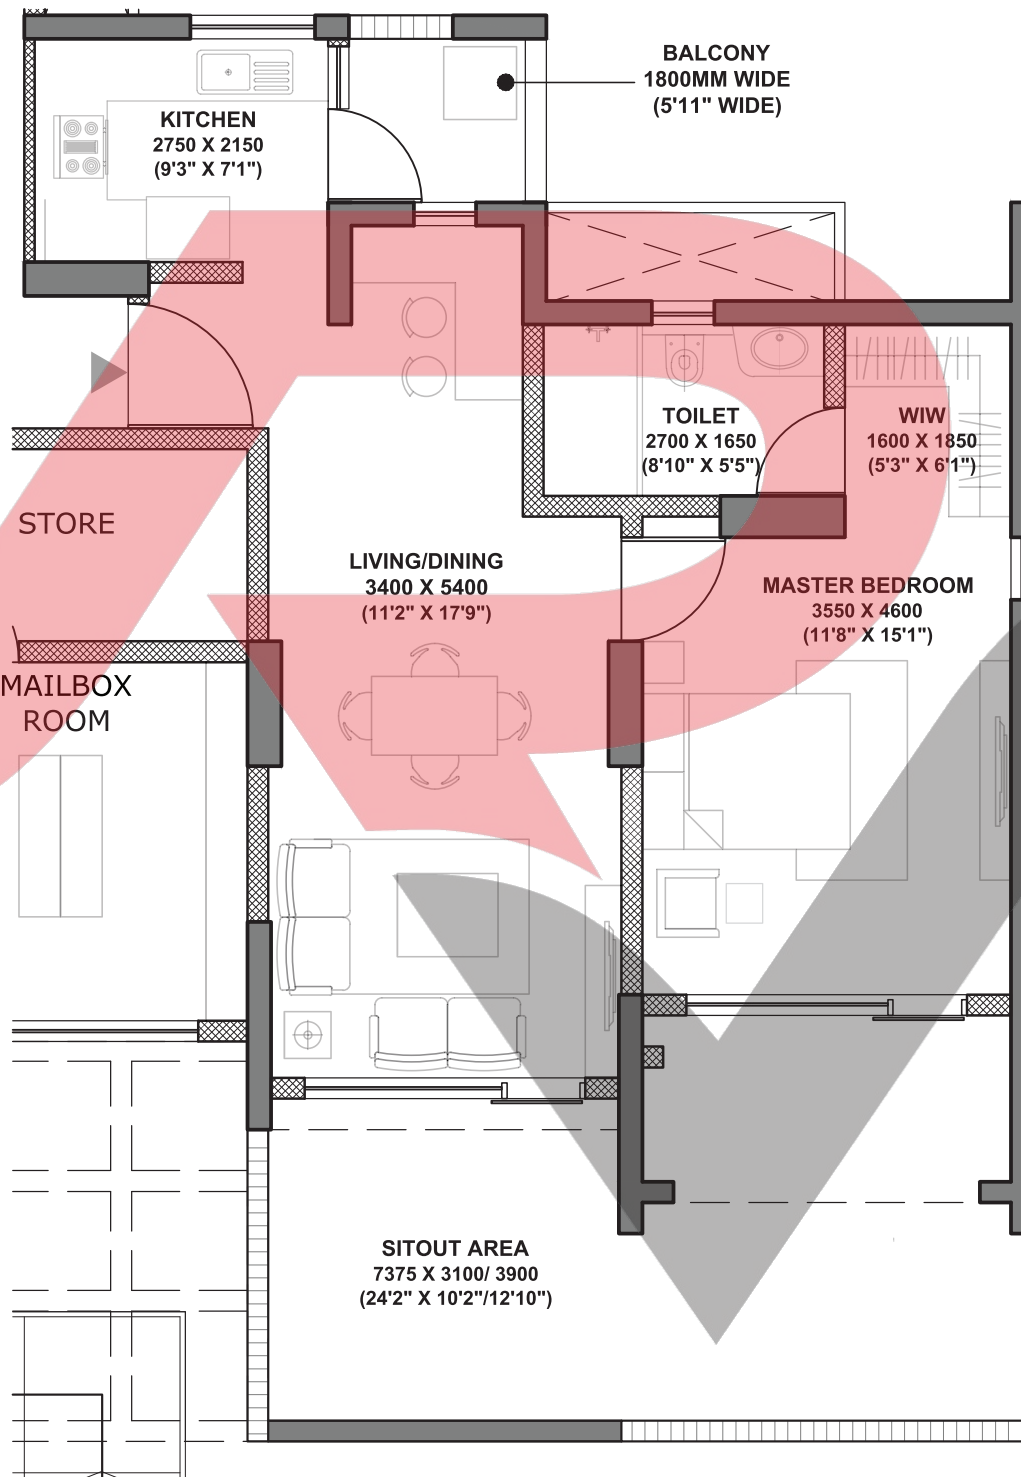 BALCONY
1800MM WIDE
(5'11" WIDE)
KITCHEN
2750 X 2150
(9'3" X 7'1")
TOILET
2700 X 1650
(8'10" X 5'5")
WIW
1600 X 1850
(5'3" X 6'1")
STORE
LIVING/DINING
3400 X 5400
(11'2" X 17'9")
MASTER BEDROOM
3550 X 4600
(11'8" X 15'1")
MAILBOX
ROOM
SITOUT AREA
7375 X 3100/ 3900
(24'2" X 10'2"/12'10")